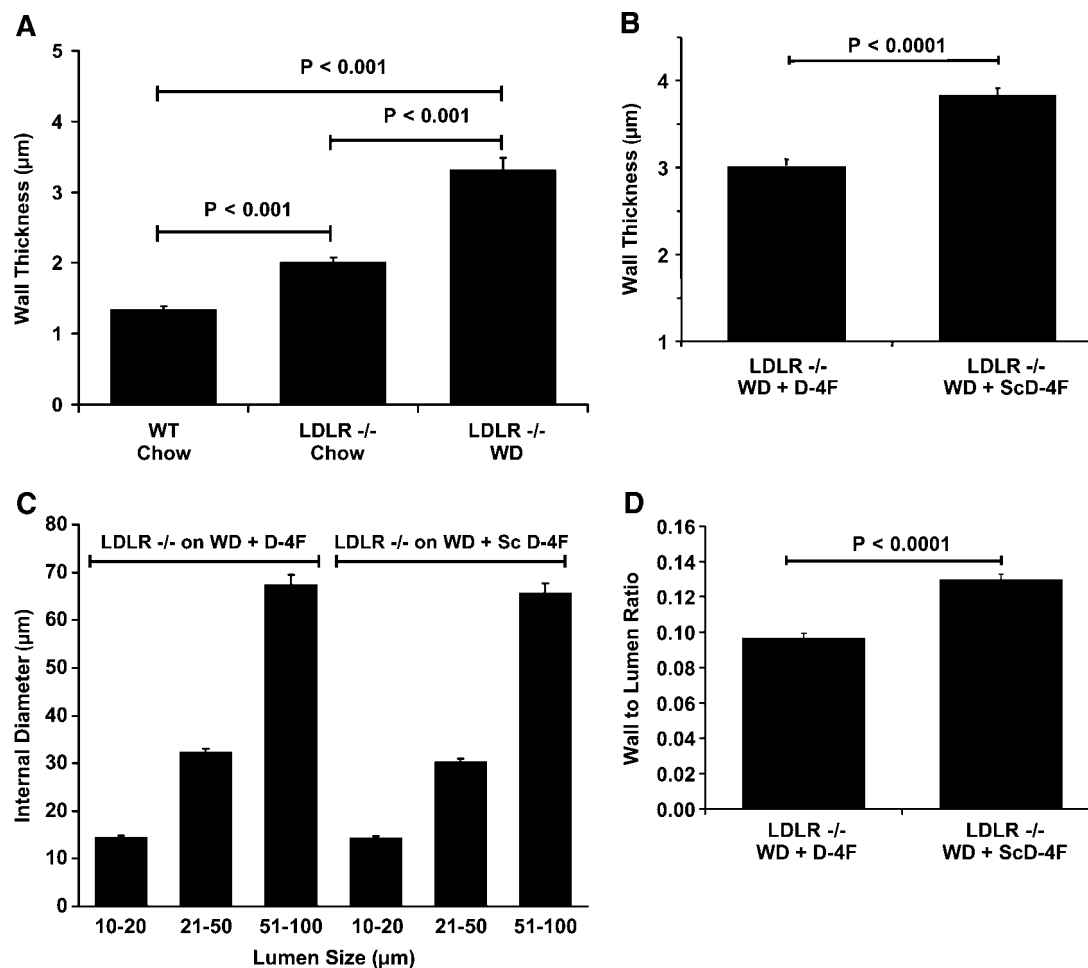 A
5
4
3
2
1
0
Wall Thickness (µm)
P < 0.001
P < 0.001
P < 0.001
WT
Chow
LDLR -/-
Chow
LDLR -/-
WD
B
4
3
2
1
Wall Thickness (µm)
P < 0.0001
LDLR -/-
WD + D-4F
LDLR -/-
WD + ScD-4F
C
80
70
60
50
40
30
20
10
0
Internal Diameter (µm)
LDLR -/- on WD + D-4F
LDLR -/- on WD + Sc D-4F
10-20 21-50 51-100 10-20 21-50 51-100
Lumen Size (µm)
D
0.16
0.14
0.12
0.10
0.08
0.06
0.04
0.02
0.00
Wall to Lumen Ratio
P < 0.0001
LDLR -/-
WD + D-4F
LDLR -/-
WD + ScD-4F